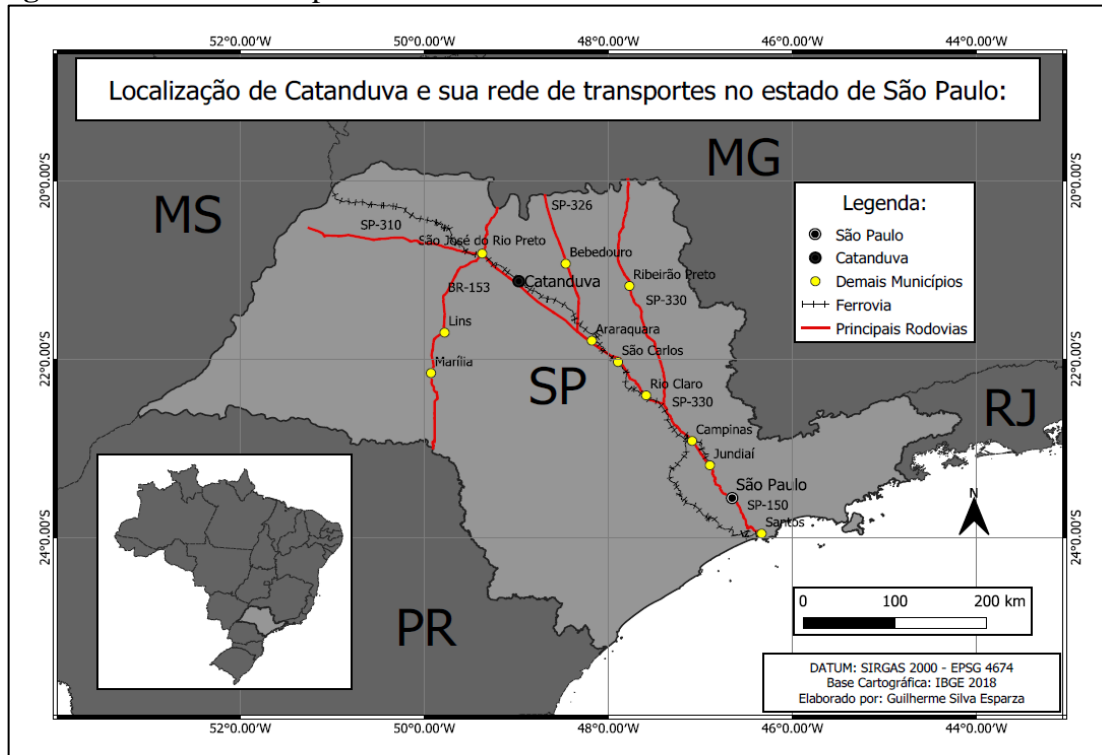 52°0.00'W 50°0.00'W 48°0.00'W 46°0.00'W 44°0.00'W
Localização de Catanduva e sua rede de transportes no estado de São Paulo:
MG
MS
20°0.00'S
20°0.00'S
Legenda:
São Paulo
Catanduva
Demais Municípios
Ferrovia
Principais Rodovias
SP-326
SP-310
São José do Rio Preto
Bebedouro
Catanduva
Ribeirão Preto
BR-153
SP-330
Lins
Araraquara
São Carlos
22°0.00'S
22°0.00'S
Marília
SP
Rio Claro
SP-330
RJ
Campinas
Jundiaí
São Paulo
SP-150
N
Santos
24°0.00'S
24°0.00'S
PR
0 100 200 km
DATUM: SIRGAS 2000 - EPSG 4674
Base Cartográfica: IBGE 2018
Elaborado por: Guilherme Silva Esparza
52°0.00'W 50°0.00'W 48°0.00'W 46°0.00'W 44°0.00'W